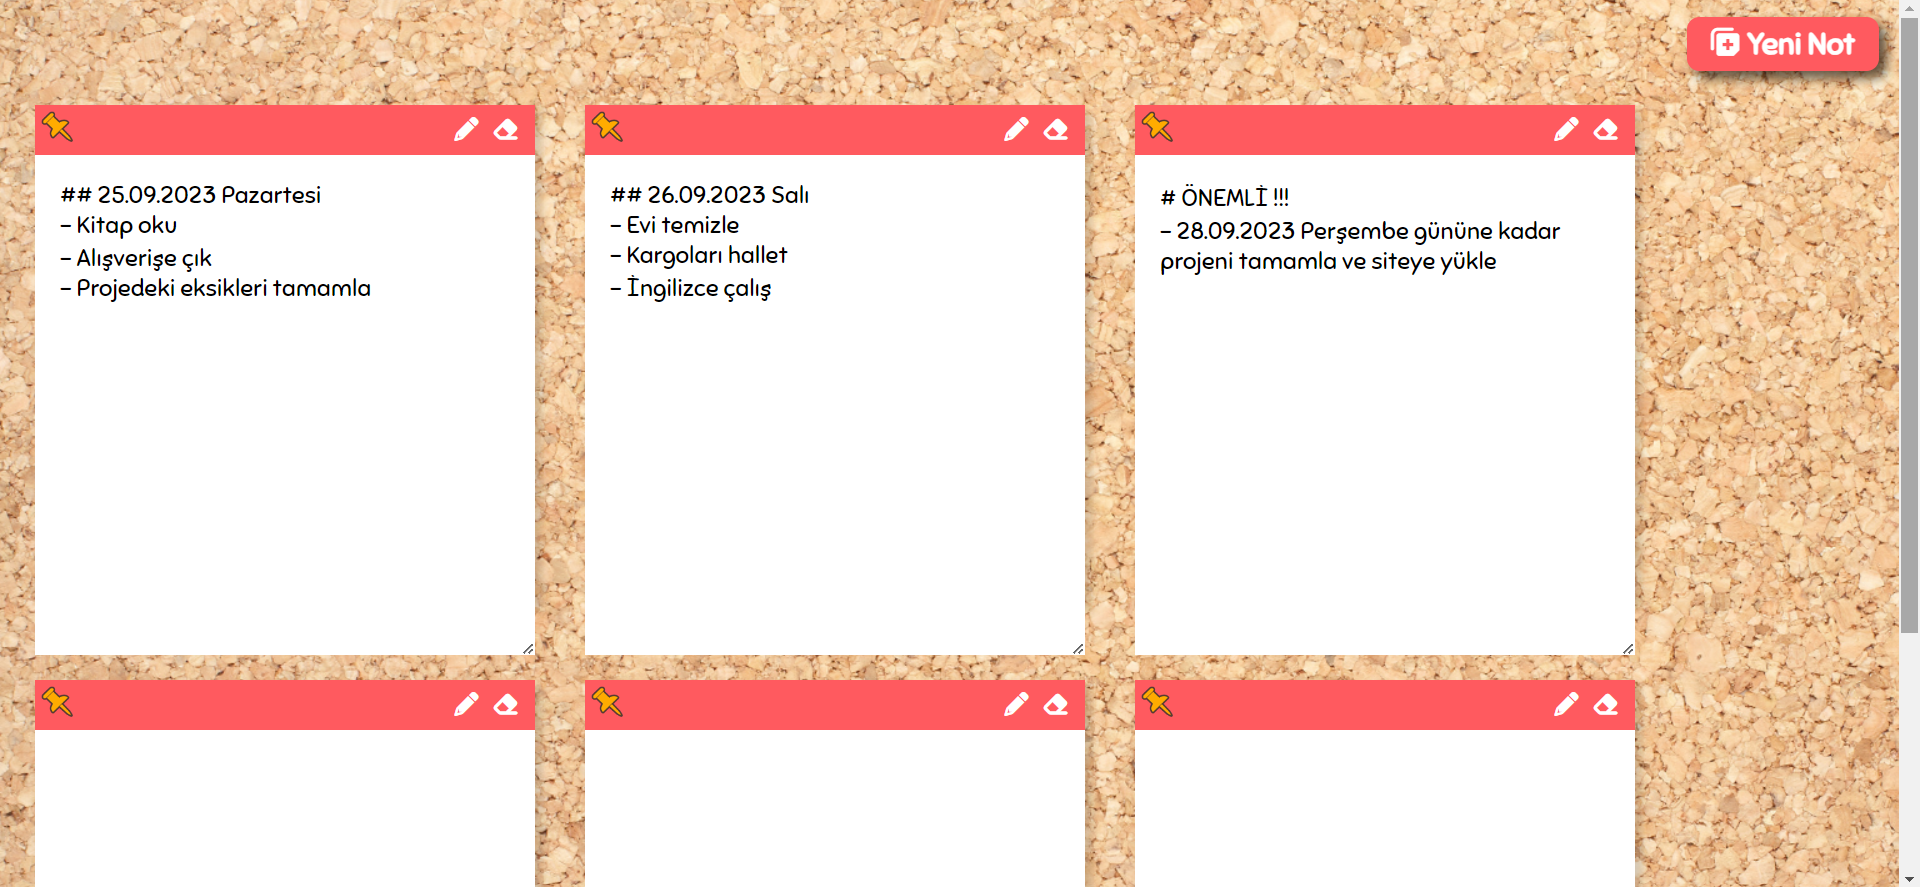 Yeni Not
## 25.09.2023 Pazartesi
- Kitap oku
- Alışverişe çık
- Projedeki eksikleri tamamla
## 26.09.2023 Salı
- Evi temizle
- Kargoları hallet
- İngilizce çalış
# ÖNEMLİ !!!
- 28.09.2023 Perşembe gününe kadar
projeni tamamla ve siteye yükle